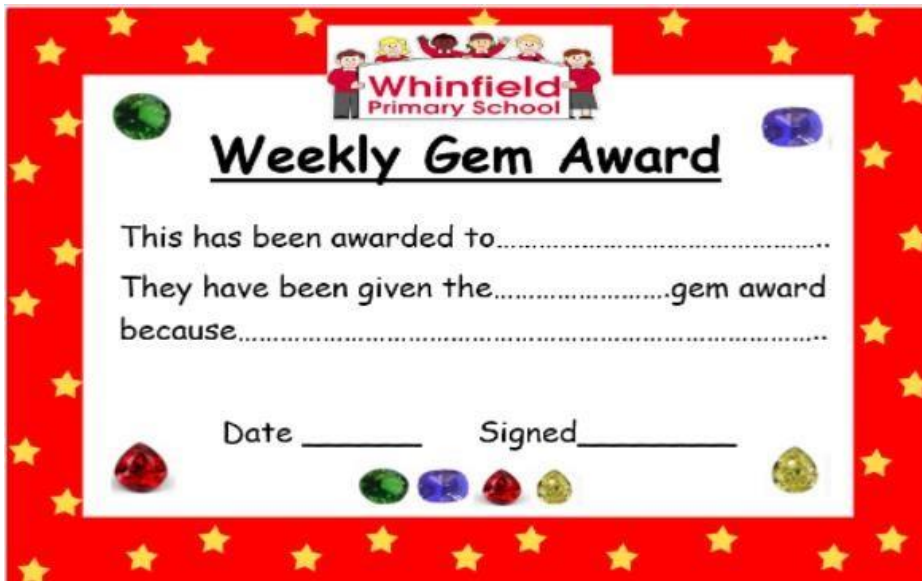 Whinfield
Primary School
Weekly Gem Award
This has been awarded to……………………………………………..
They have been given the…………………….gem award
because………………………………………………………………………..
Date ______ Signed________